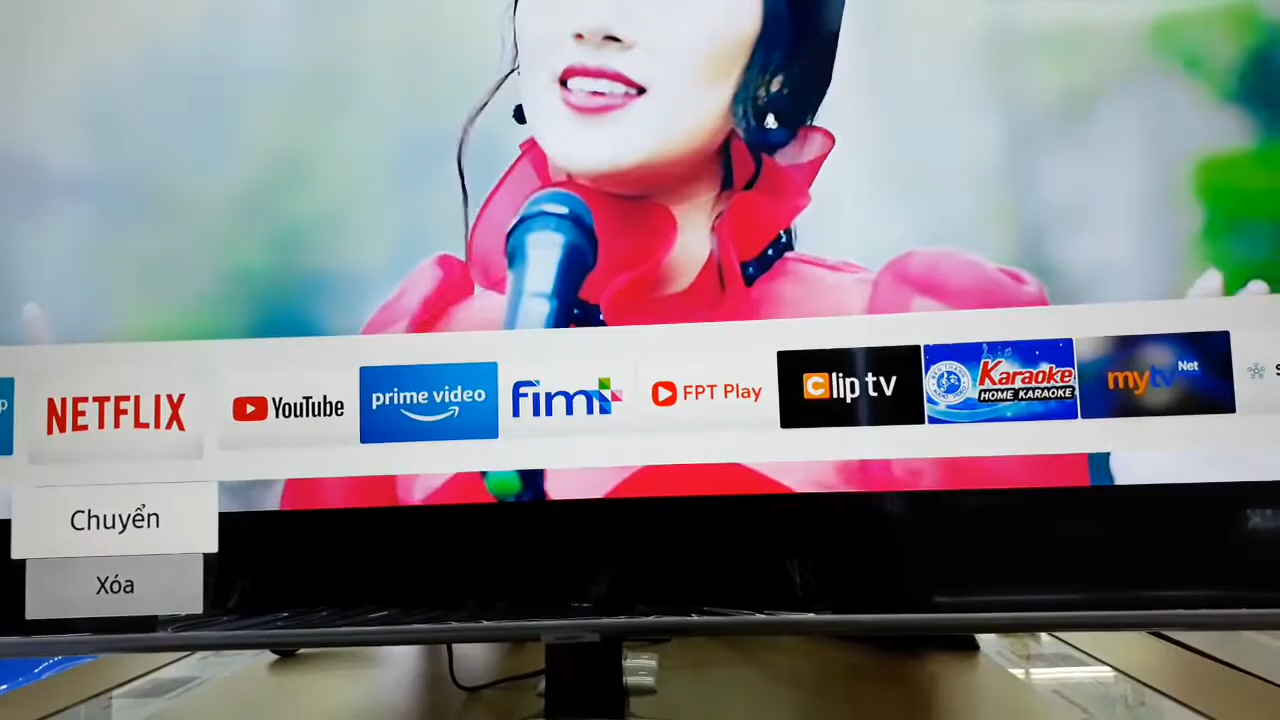 p
NETFLIX
YouTube
prime video
fim+
FPT Play
Clip tv
Karaoke
HOME KARAOKE
mytv Net
S
Chuyển
Xóa